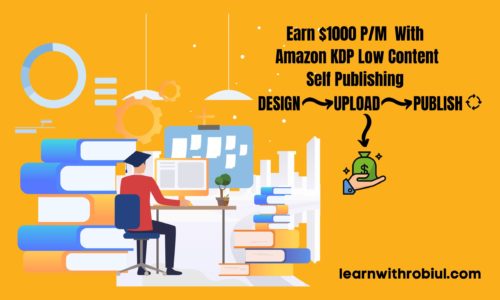 Earn $1000 P/M With
Amazon KDP Low Content
Self Publishing
DESIGN UPLOAD PUBLISH
$
learnwithrobiul.com